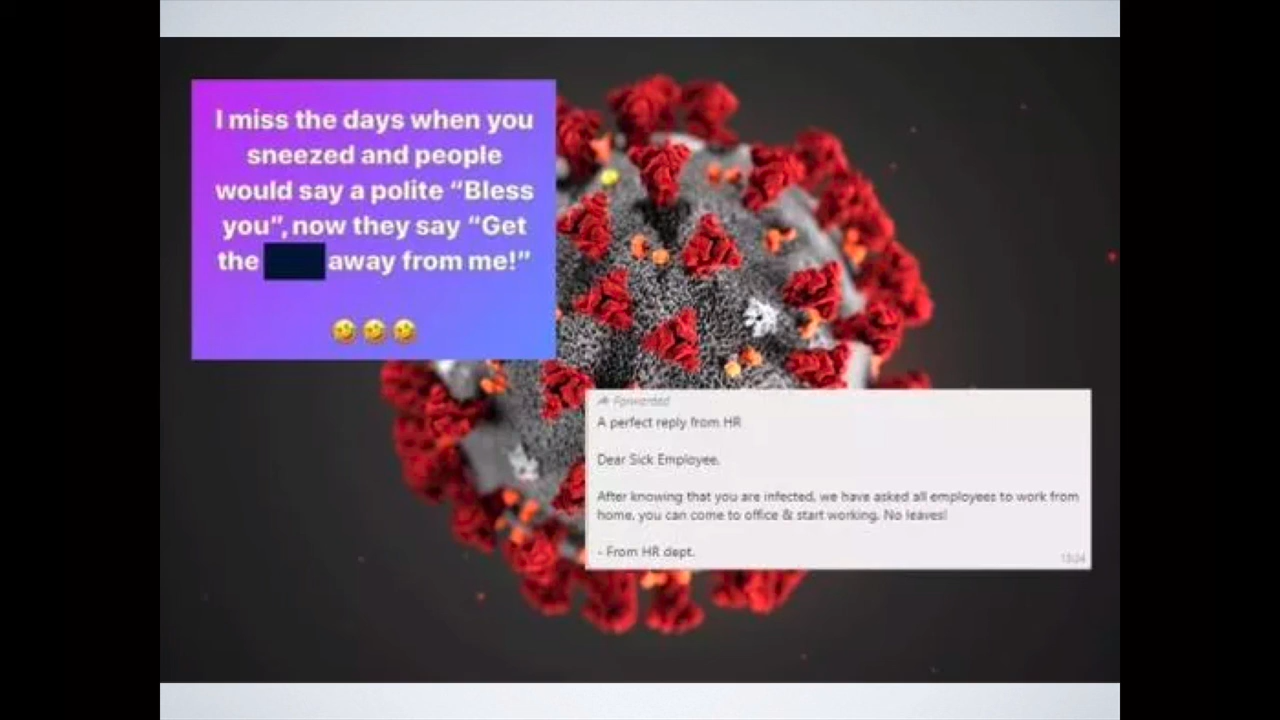 I miss the days when you
sneezed and people
would say a polite “Bless
you”, now they say “Get
the away from me!”
Forwarded
A perfect reply from HR
Dear Sick Employee,
After knowing that you are infected, we have asked all employees to work from
home, you can come to office & start working. No leaves!
- From HR dept.
13:24